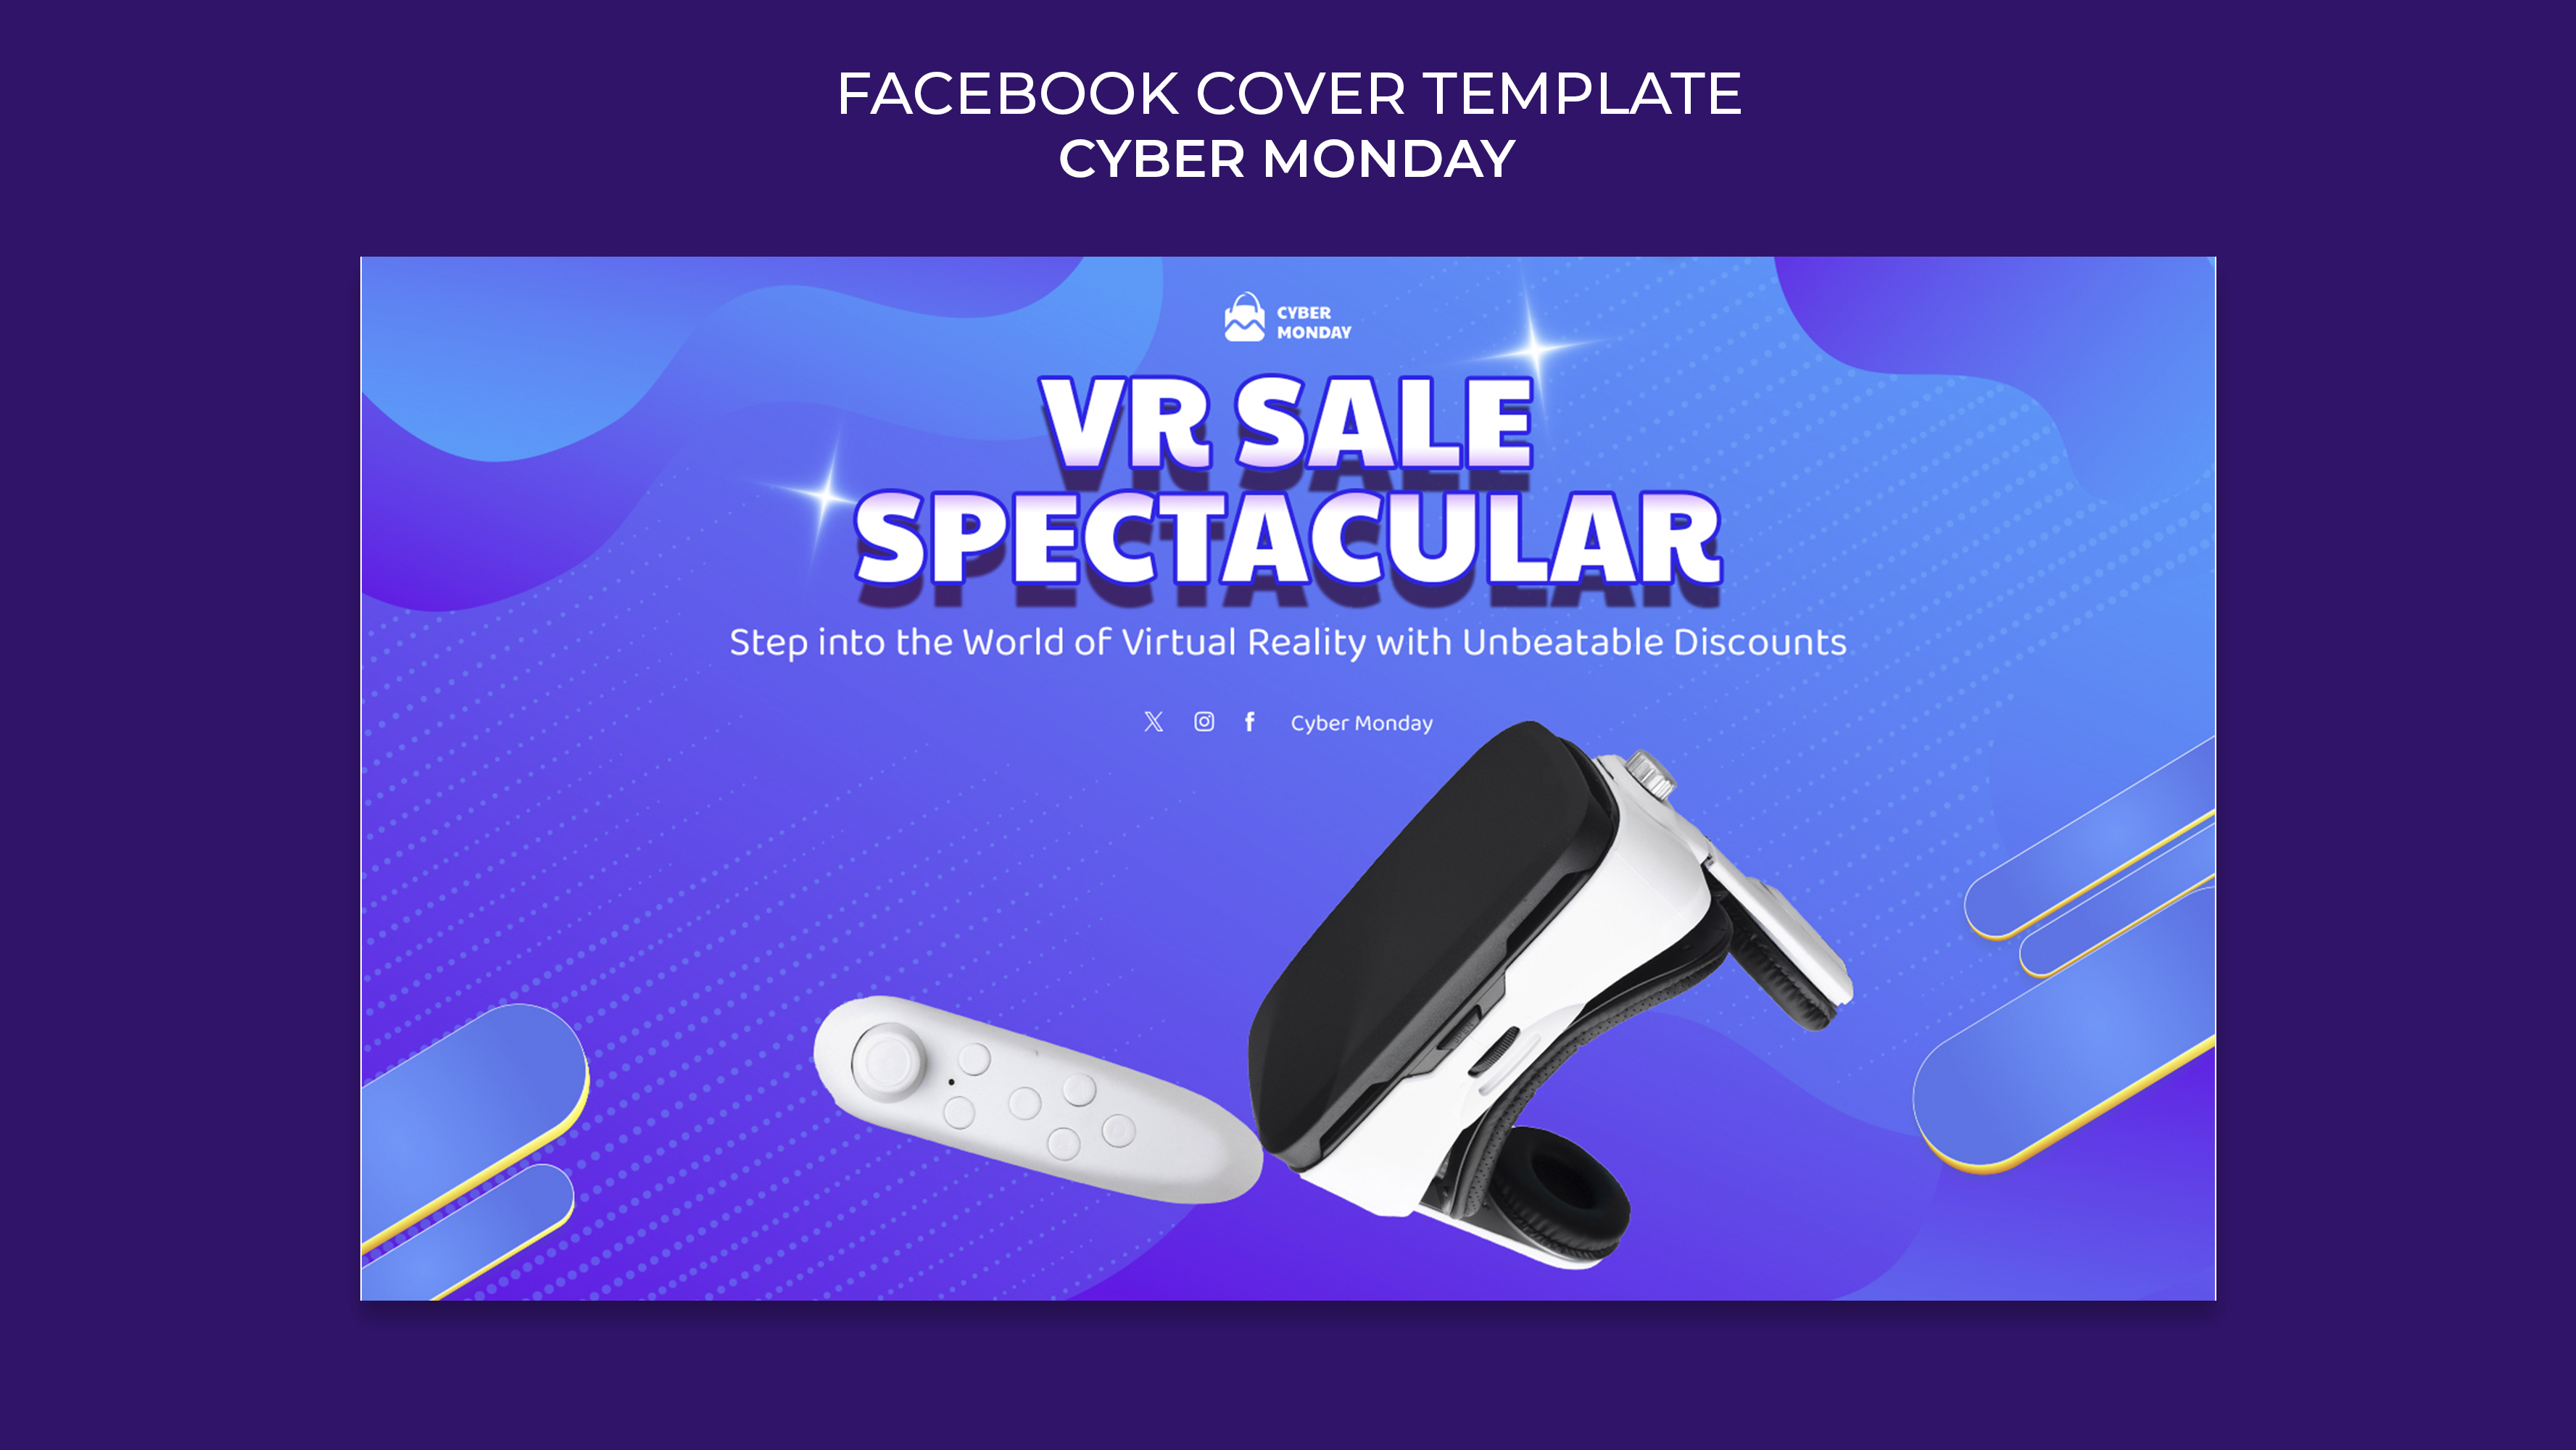 FACEBOOK COVER TEMPLATE
CYBER MONDAY
CYBER
MONDAY
VR SALE
SPECTACULAR
Step into the World of Virtual Reality with Unbeatable Discounts
Cyber Monday